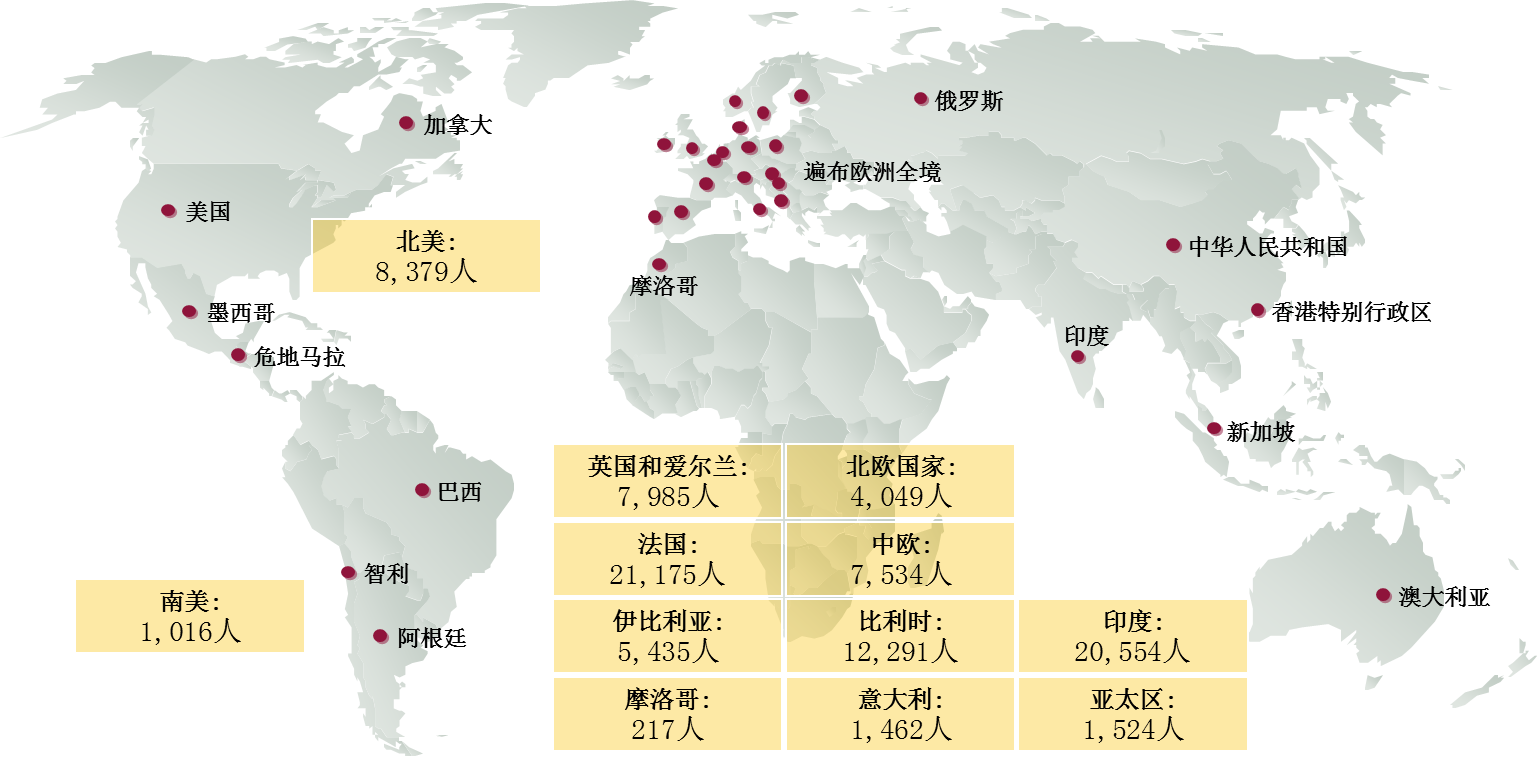 俄罗斯
加拿大
遍布欧洲全境
美国
北美:
8,379人
中华人民共和国
摩洛哥
墨西哥
香港特别行政区
印度
危地马拉
新加坡
巴西
英国和爱尔兰:
7,985人
北欧国家:
4,049人
法国:
21,175人
中欧:
7,534人
智利
南美:
1,016人
阿根廷
澳大利亚
伊比利亚:
5,435人
比利时:
12,291人
印度:
20,554人
摩洛哥:
217人
意大利:
1,462人
亚太区:
1,524人